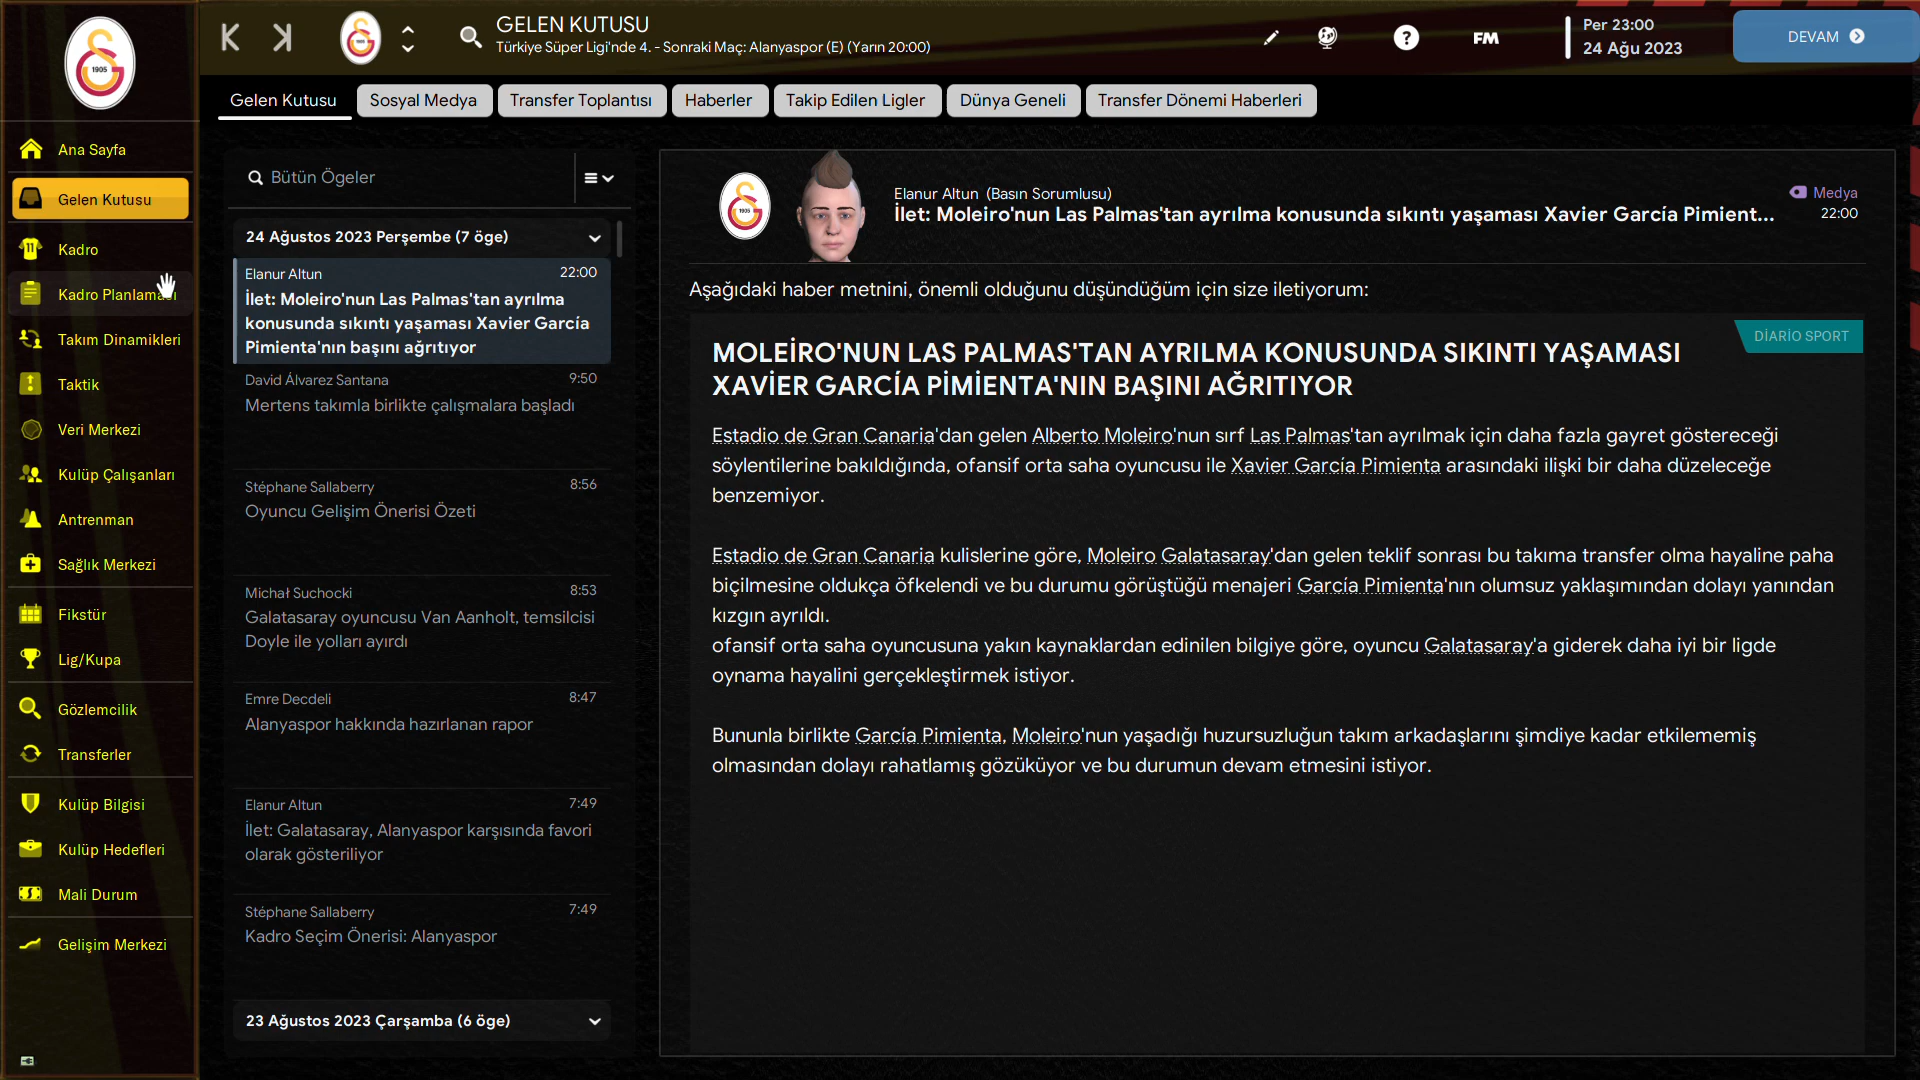 GELEN KUTUSU
Türkiye Süper Ligi'nde 4. - Sonraki Maç: Alanyaspor (E) (Yarın 20:00)
FM
Per 23:00
24 Ağu 2023
DEVAM
1905
Gelen Kutusu
Sosyal Medya
Transfer Toplantısı
Haberler
Takip Edilen Ligler
Dünya Geneli
Transfer Dönemi Haberleri
Ana Sayfa
Gelen Kutusu
Kadro
Kadro Planlaması
Takım Dinamikleri
Taktik
Veri Merkezi
Kulüp Çalışanları
Antrenman
Sağlık Merkezi
Fikstür
Lig/Kupa
Gözlemcilik
Transferler
Kulüp Bilgisi
Kulüp Hedefleri
Mali Durum
Gelişim Merkezi
Bütün Ögeler
24 Ağustos 2023 Perşembe (7 öge)
Elanur Altun 22:00
İlet: Moleiro'nun Las Palmas'tan ayrılma
konusunda sıkıntı yaşaması Xavier García
Pimienta'nın başını ağrıtıyor
David Álvarez Santana 9:50
Mertens takımla birlikte çalışmalara başladı
Stéphane Sallaberry 8:56
Oyuncu Gelişim Önerisi Özeti
Michał Suchocki 8:53
Galatasaray oyuncusu Van Aanholt, temsilcisi
Doyle ile yolları ayırdı
Emre Decdeli 8:47
Alanyaspor hakkında hazırlanan rapor
Elanur Altun 7:49
İlet: Galatasaray, Alanyaspor karşısında favori
olarak gösteriliyor
Stéphane Sallaberry 7:49
Kadro Seçim Önerisi: Alanyaspor
23 Ağustos 2023 Çarşamba (6 öge)
Elanur Altun (Basın Sorumlusu)
İlet: Moleiro'nun Las Palmas'tan ayrılma konusunda sıkıntı yaşaması Xavier García Pimient...
Medya
22:00
Aşağıdaki haber metnini, önemli olduğunu düşündüğüm için size iletiyorum:
DİARİO SPORT
MOLEİRO'NUN LAS PALMAS'TAN AYRILMA KONUSUNDA SIKINTI YAŞAMASI
XAVİER GARCÍA PİMİENTA'NIN BAŞINI AĞRITIYOR
Estadio de Gran Canaria'dan gelen Alberto Moleiro'nun sırf Las Palmas'tan ayrılmak için daha fazla gayret göstereceği
söylentilerine bakıldığında, ofansif orta saha oyuncusu ile Xavier García Pimienta arasındaki ilişki bir daha düzeleceğe
benzemiyor.
Estadio de Gran Canaria kulislerine göre, Moleiro Galatasaray'dan gelen teklif sonrası bu takıma transfer olma hayaline paha
biçilmesine oldukça öfkelendi ve bu durumu görüştüğü menajeri García Pimienta'nın olumsuz yaklaşımından dolayı yanından
kızgın ayrıldı.
ofansif orta saha oyuncusuna yakın kaynaklardan edinilen bilgiye göre, oyuncu Galatasaray'a giderek daha iyi bir ligde
oynama hayalini gerçekleştirmek istiyor.
Bununla birlikte García Pimienta, Moleiro'nun yaşadığı huzursuzluğun takım arkadaşlarını şimdiye kadar etkilememiş
olmasından dolayı rahatlamış gözüküyor ve bu durumun devam etmesini istiyor.